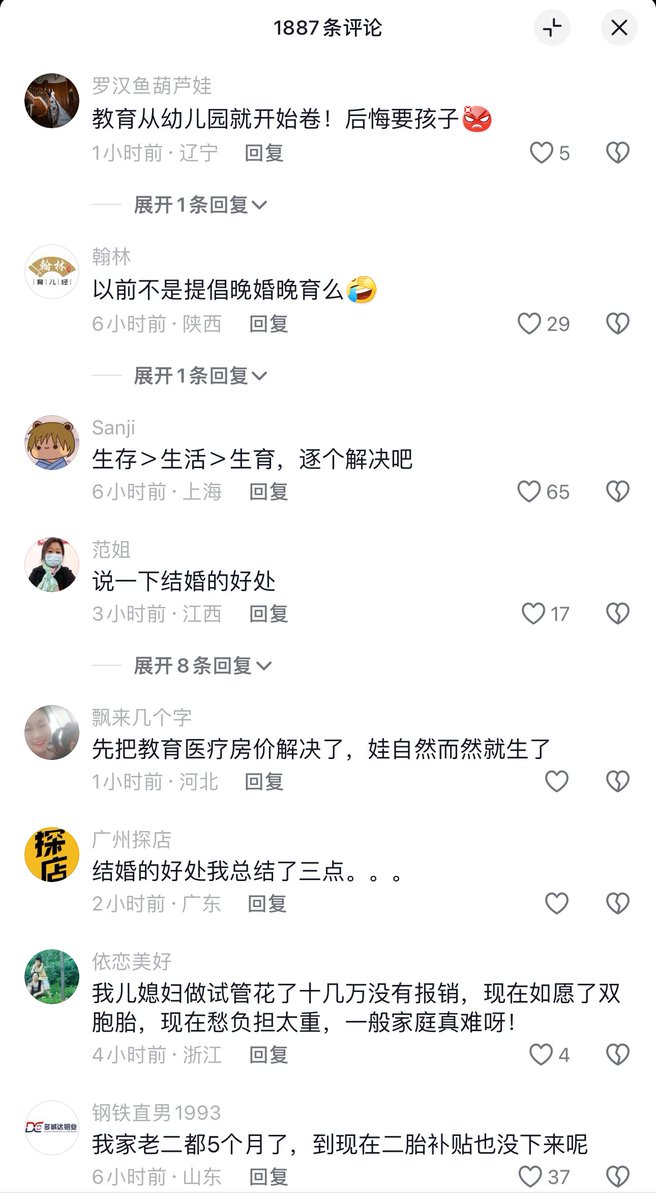 1887条评论
罗汉鱼葫芦娃
教育从幼儿园就开始卷！后悔要孩子😡
1小时前 · 辽宁 回复 5
展开1条回复
翰林
翰林
育儿经
以前不是提倡晚婚晚育么🤣
6小时前 · 陕西 回复 29
展开1条回复
Sanji
生存＞生活＞生育，逐个解决吧
6小时前 · 上海 回复 65
范姐
说一下结婚的好处
3小时前 · 江西 回复 17
展开8条回复
飘来几个字
先把教育医疗房价解决了，娃自然而然就生了
1小时前 · 河北 回复
探店
广州探店
结婚的好处我总结了三点。。。
2小时前 · 广东 回复
依恋美好
我儿媳妇做试管花了十几万没有报销，现在如愿了双
胞胎，现在愁负担太重，一般家庭真难呀！
4小时前 · 浙江 回复 4
多诚达铝业
钢铁直男1993
我家老二都5个月了，到现在二胎补贴也没下来呢
6小时前 · 山东 回复 37